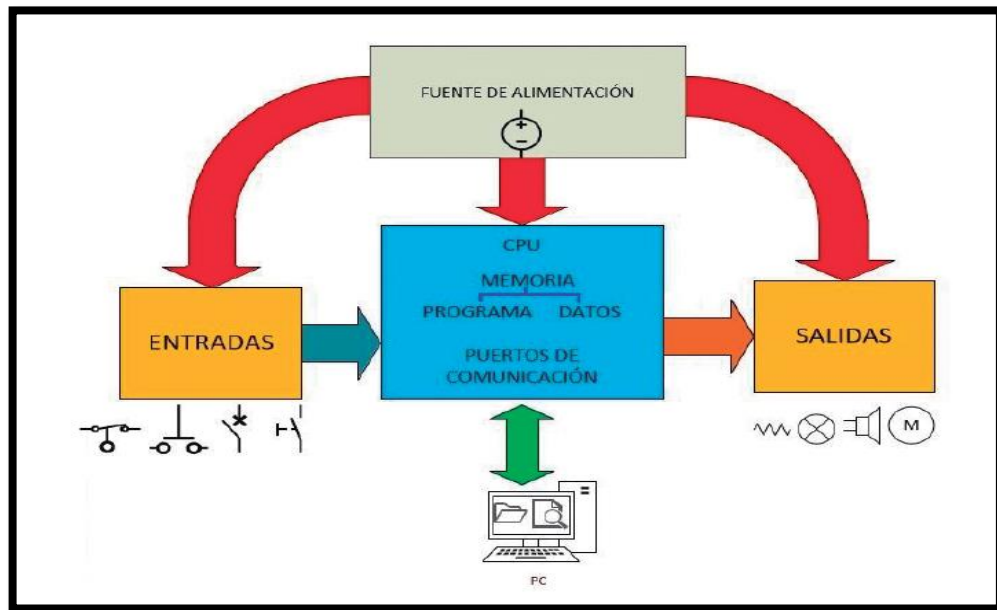 FUENTE DE ALIMENTACIÓN
+
−
CPU
MEMORIA
PROGRAMA DATOS
PUERTOS DE
COMUNICACIÓN
ENTRADAS
SALIDAS
M
PC